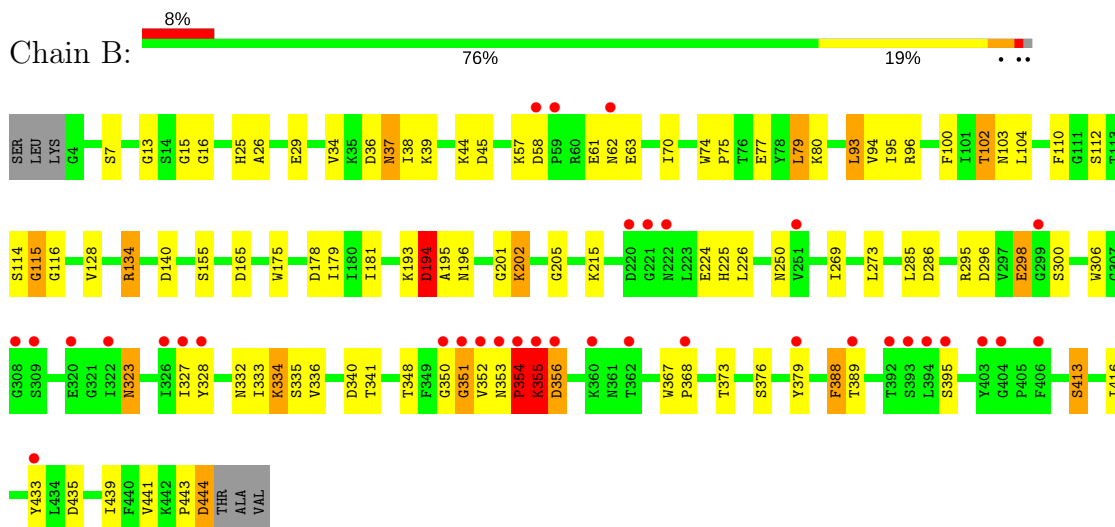 8%
Chain B:
76% 19% • ••
SER LEU LYS G4 S7 G13 S14 G15 G16 H25 A26 E29 V34 K35 D36 N37 I38 K39 K44 D45 K57 D58 P59 R60 E61 N62 E63 I70 W74 P75 T76 E77 Y78 L79 K80 L93 V94 I95 R96 F100 I101 T102 N103 L104 F110 G111 S112 T113
S114 G115 G116 V128 R134 D140 S155 D165 W175 D178 I179 I180 I181 K193 D194 A195 N196 G201 K202 G205 K215 D220 G221 N222 L223 E224 H225 L226 N250 V251 I269 L273 L285 D286 R295 D296 V297 E298 G299 S300 W306 G307
G308 S309 E320 G321 I322 N323 I326 I327 Y328 N332 I333 K334 S335 V336 D340 T341 T348 F349 G350 G351 V352 N353 P354 K355 D356 K360 N361 T362 W367 P368 T373 S376 Y379 F388 T389 T392 S393 L394 S395 Y403 G404 P405 F406 S413
Y433 L434 D435 I439 F440 V441 K442 P443 D444 THR ALA VAL